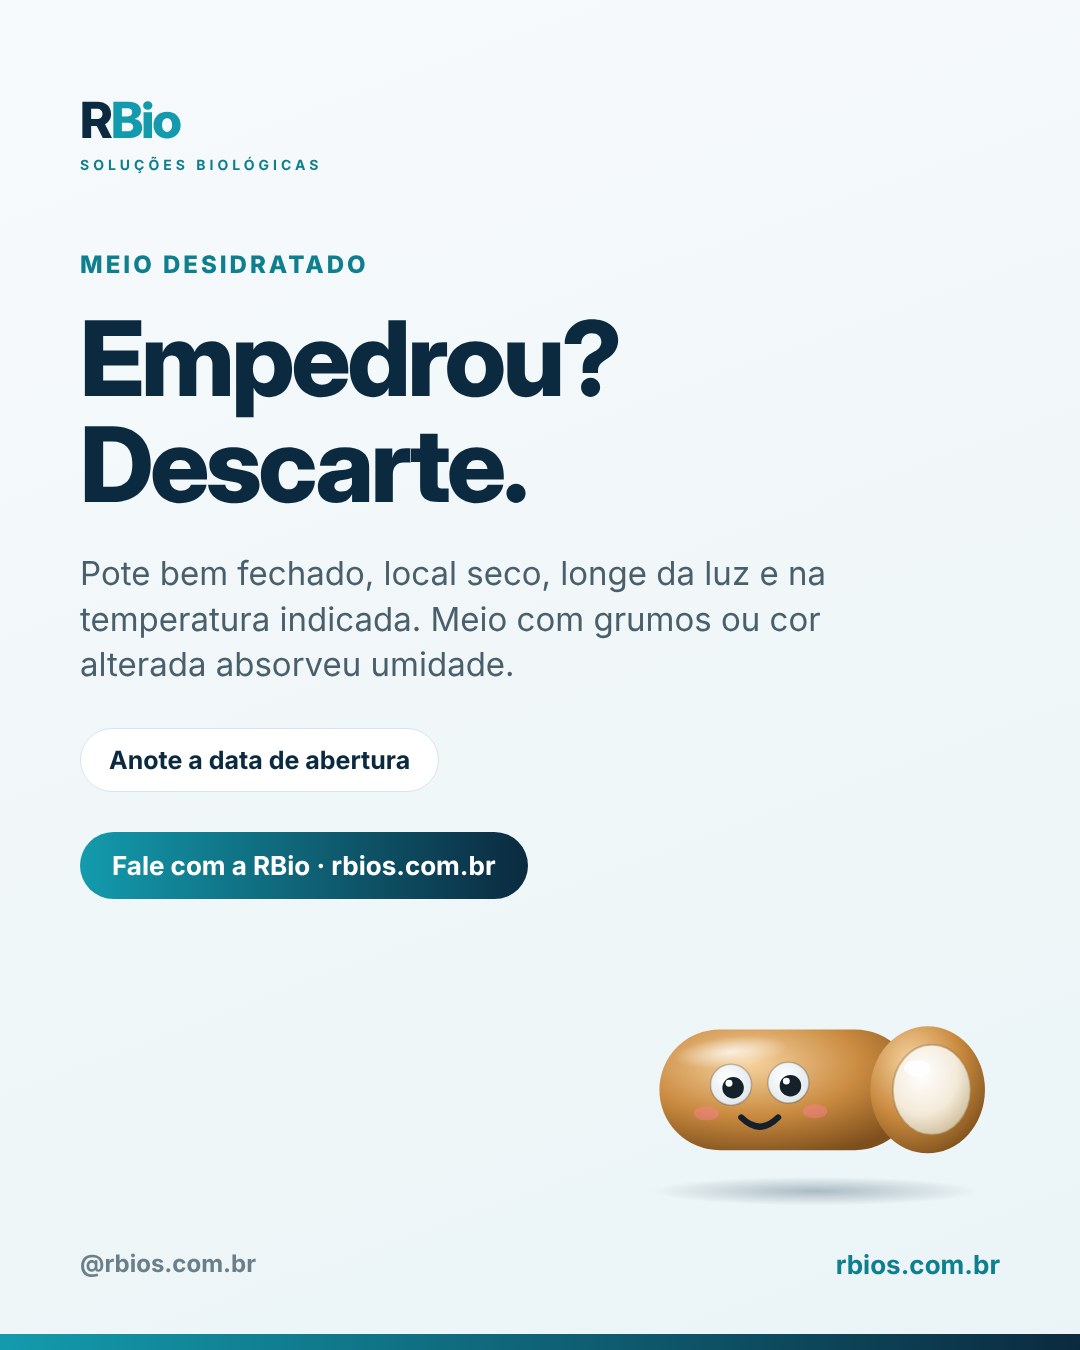 RBio
SOLUÇÕES BIOLÓGICAS
MEIO DESIDRATADO
Empedrou?
Descarte.
Pote bem fechado, local seco, longe da luz e na
temperatura indicada. Meio com grumos ou cor
alterada absorveu umidade.
Anote a data de abertura
Fale com a RBio · rbios.com.br
@rbios.com.br
rbios.com.br